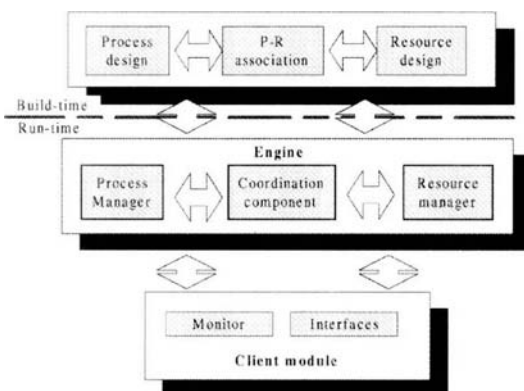 Process design
P-R association
Resource design
Build-time
Run-time
Engine
Process Manager
Coordination component
Resource manager
Monitor
Interfaces
Client module